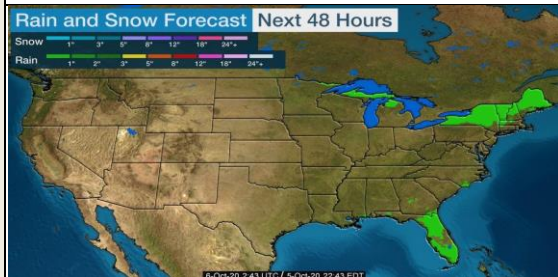 Rain and Snow Forecast Next 48 Hours
Snow
1" 3" 5" 8" 12" 18" 24"+
Rain
1" 2" 3" 5" 8" 12" 18" 24"+
6-Oct-20 2:43 UTC / 5-Oct-20 22:43 EDT